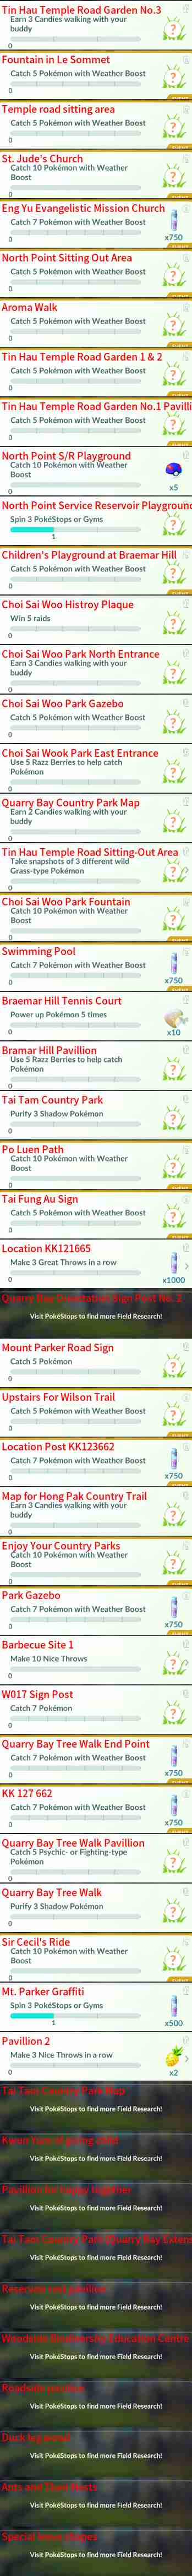 Tin Hau Temple Road Garden No.3
Earn 3 Candies walking with your
buddy
0
Fountain in Le Sommet
Catch 5 Pokémon with Weather Boost
0
Temple road sitting area
Catch 5 Pokémon with Weather Boost
0
St. Jude's Church
Catch 10 Pokémon with Weather
Boost
0
Eng Yu Evangelistic Mission Church
Catch 7 Pokémon with Weather Boost
x750
0
North Point Sitting Out Area
Catch 5 Pokémon with Weather Boost
0
Aroma Walk
Catch 5 Pokémon with Weather Boost
0
Tin Hau Temple Road Garden 1 & 2
Catch 5 Pokémon with Weather Boost
0
Tin Hau Temple Road Garden No.1 Pavilli
Catch 5 Pokémon with Weather Boost
0
North Point S/R Playground
Catch 10 Pokémon with Weather
Boost
x5
0
North Point Service Reservoir Playground
Spin 3 PokéStops or Gyms
1
Children's Playground at Braemar Hill
Catch 5 Pokémon with Weather Boost
0
Choi Sai Woo Histroy Plaque
Win 5 raids
0
Choi Sai Woo Park North Entrance
Earn 3 Candies walking with your
buddy
0
Choi Sai Woo Park Gazebo
Catch 5 Pokémon with Weather Boost
0
Choi Sai Wook Park East Entrance
Use 5 Razz Berries to help catch
Pokémon
0
Quarry Bay Country Park Map
Earn 2 Candies walking with your
buddy
0
Tin Hau Temple Road Sitting-Out Area
Take snapshots of 3 different wild
Grass-type Pokémon
0
Choi Sai Woo Park Fountain
Catch 10 Pokémon with Weather
Boost
0
Swimming Pool
Catch 7 Pokémon with Weather Boost
x750
0
Braemar Hill Tennis Court
Power up Pokémon 5 times
x10
0
Bramar Hill Pavillion
Use 5 Razz Berries to help catch
Pokémon
0
Tai Tam Country Park
Purify 3 Shadow Pokémon
0
Po Luen Path
Catch 10 Pokémon with Weather
Boost
0
Tai Fung Au Sign
Catch 5 Pokémon with Weather Boost
0
Location KK121665
Make 3 Great Throws in a row
x1000
0
Visit PokéStops to find more Field Research!
Mount Parker Road Sign
Catch 5 Pokémon
0
Upstairs For Wilson Trail
Catch 5 Pokémon with Weather Boost
0
Location Post KK123662
Catch 7 Pokémon with Weather Boost
x750
0
Map for Hong Pak Country Trail
Earn 3 Candies walking with your
buddy
0
Enjoy Your Country Parks
Catch 10 Pokémon with Weather
Boost
0
Park Gazebo
Catch 7 Pokémon with Weather Boost
x750
0
Barbecue Site 1
Make 10 Nice Throws
0
W017 Sign Post
Catch 7 Pokémon
0
Quarry Bay Tree Walk End Point
Catch 7 Pokémon with Weather Boost
x750
0
KK 127 662
Catch 7 Pokémon with Weather Boost
x750
0
Quarry Bay Tree Walk Pavillion
Catch 5 Psychic- or Fighting-type
Pokémon
0
Quarry Bay Tree Walk
Purify 3 Shadow Pokémon
0
Sir Cecil's Ride
Catch 10 Pokémon with Weather
Boost
0
Mt. Parker Graffiti
Spin 3 PokéStops or Gyms
x500
1
Pavillion 2
Make 3 Nice Throws in a row
x2
0
Tai Tam Country Park Map
Visit PokéStops to find more Field Research!
Visit PokéStops to find more Field Research!
Visit PokéStops to find more Field Research!
Visit PokéStops to find more Field Research!
Visit PokéStops to find more Field Research!
Visit PokéStops to find more Field Research!
Visit PokéStops to find more Field Research!
Visit PokéStops to find more Field Research!
Visit PokéStops to find more Field Research!
Visit PokéStops to find more Field Research!